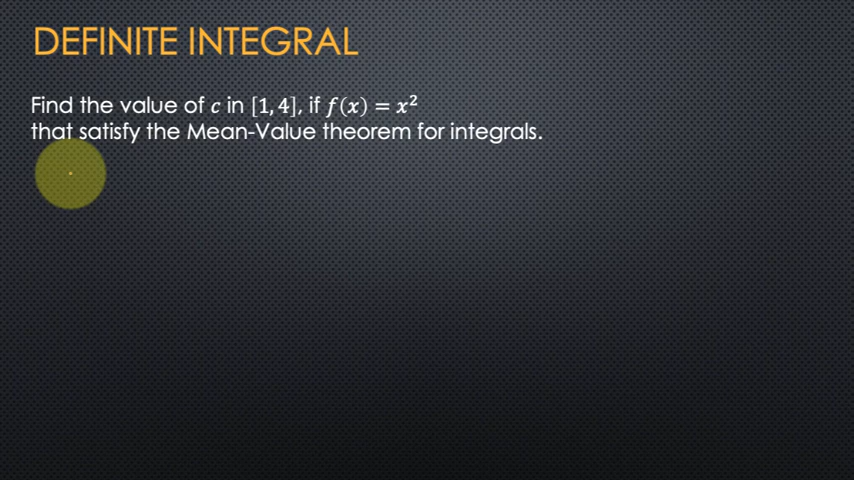 DEFINITE INTEGRAL
Find the value of 𝑐 in [1, 4], if 𝑓(𝑥) = 𝑥²
that satisfy the Mean-Value theorem for integrals.